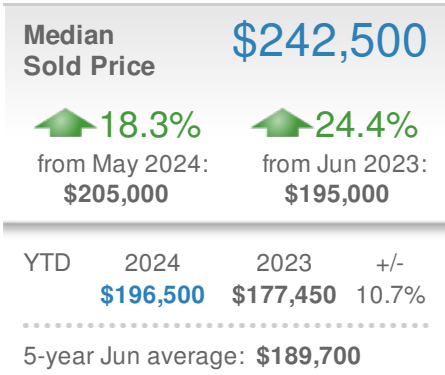 Median
Sold Price
$242,500
18.3%
from May 2024:
$205,000
24.4%
from Jun 2023:
$195,000
YTD 2024 2023 +/-
$196,500 $177,450 10.7%
5-year Jun average: $189,700